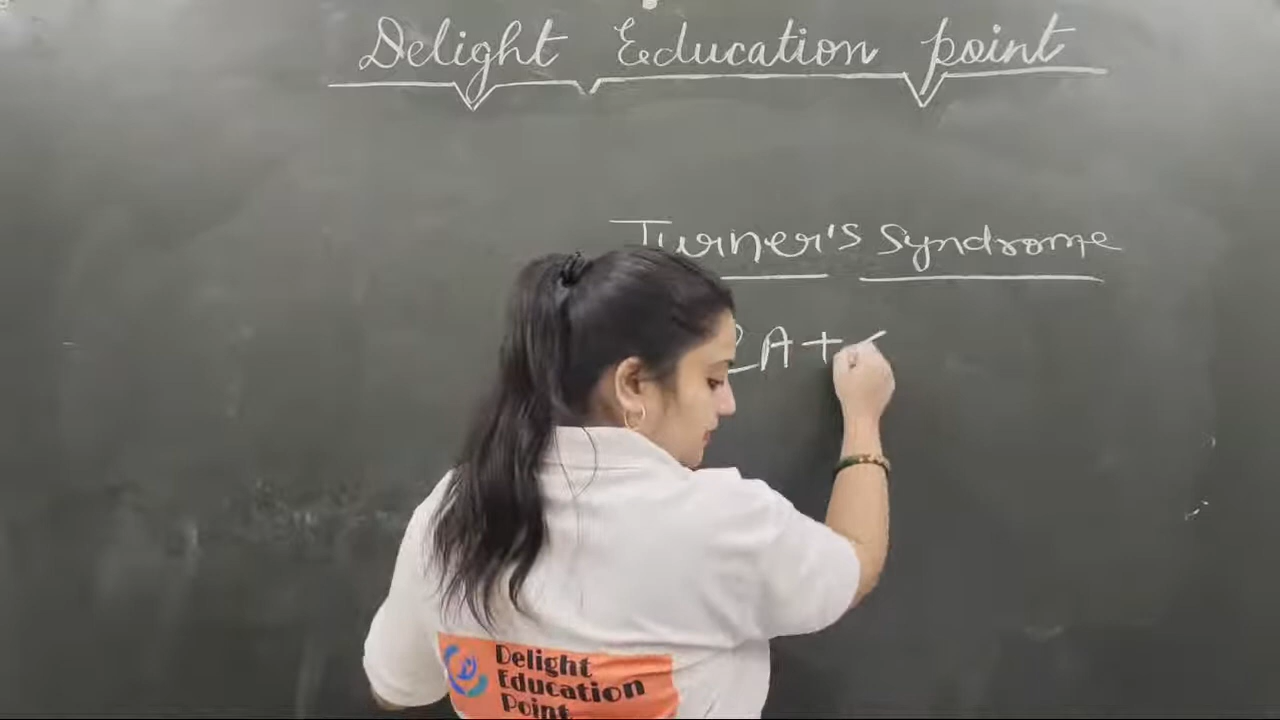 Delight Education point
Turner's Syndrome
A +
Delight
Education
Point